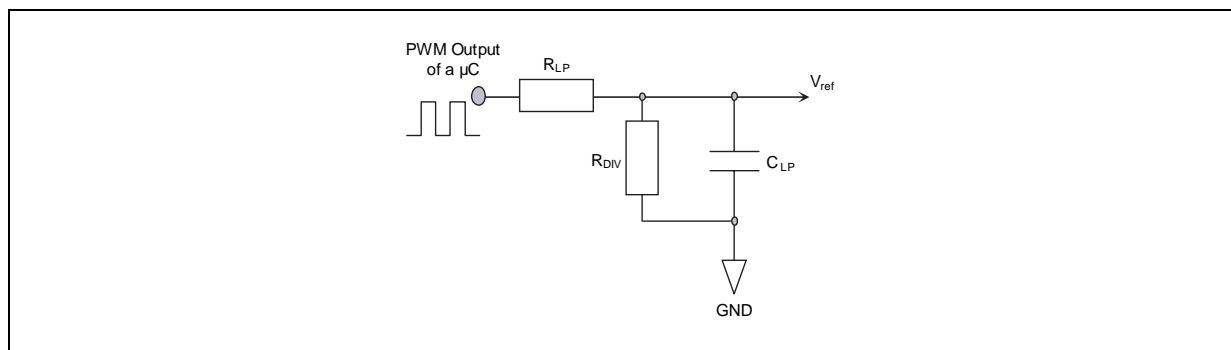 PWM Output
of a µC
RLP
Vref
RDIV
CLP
GND